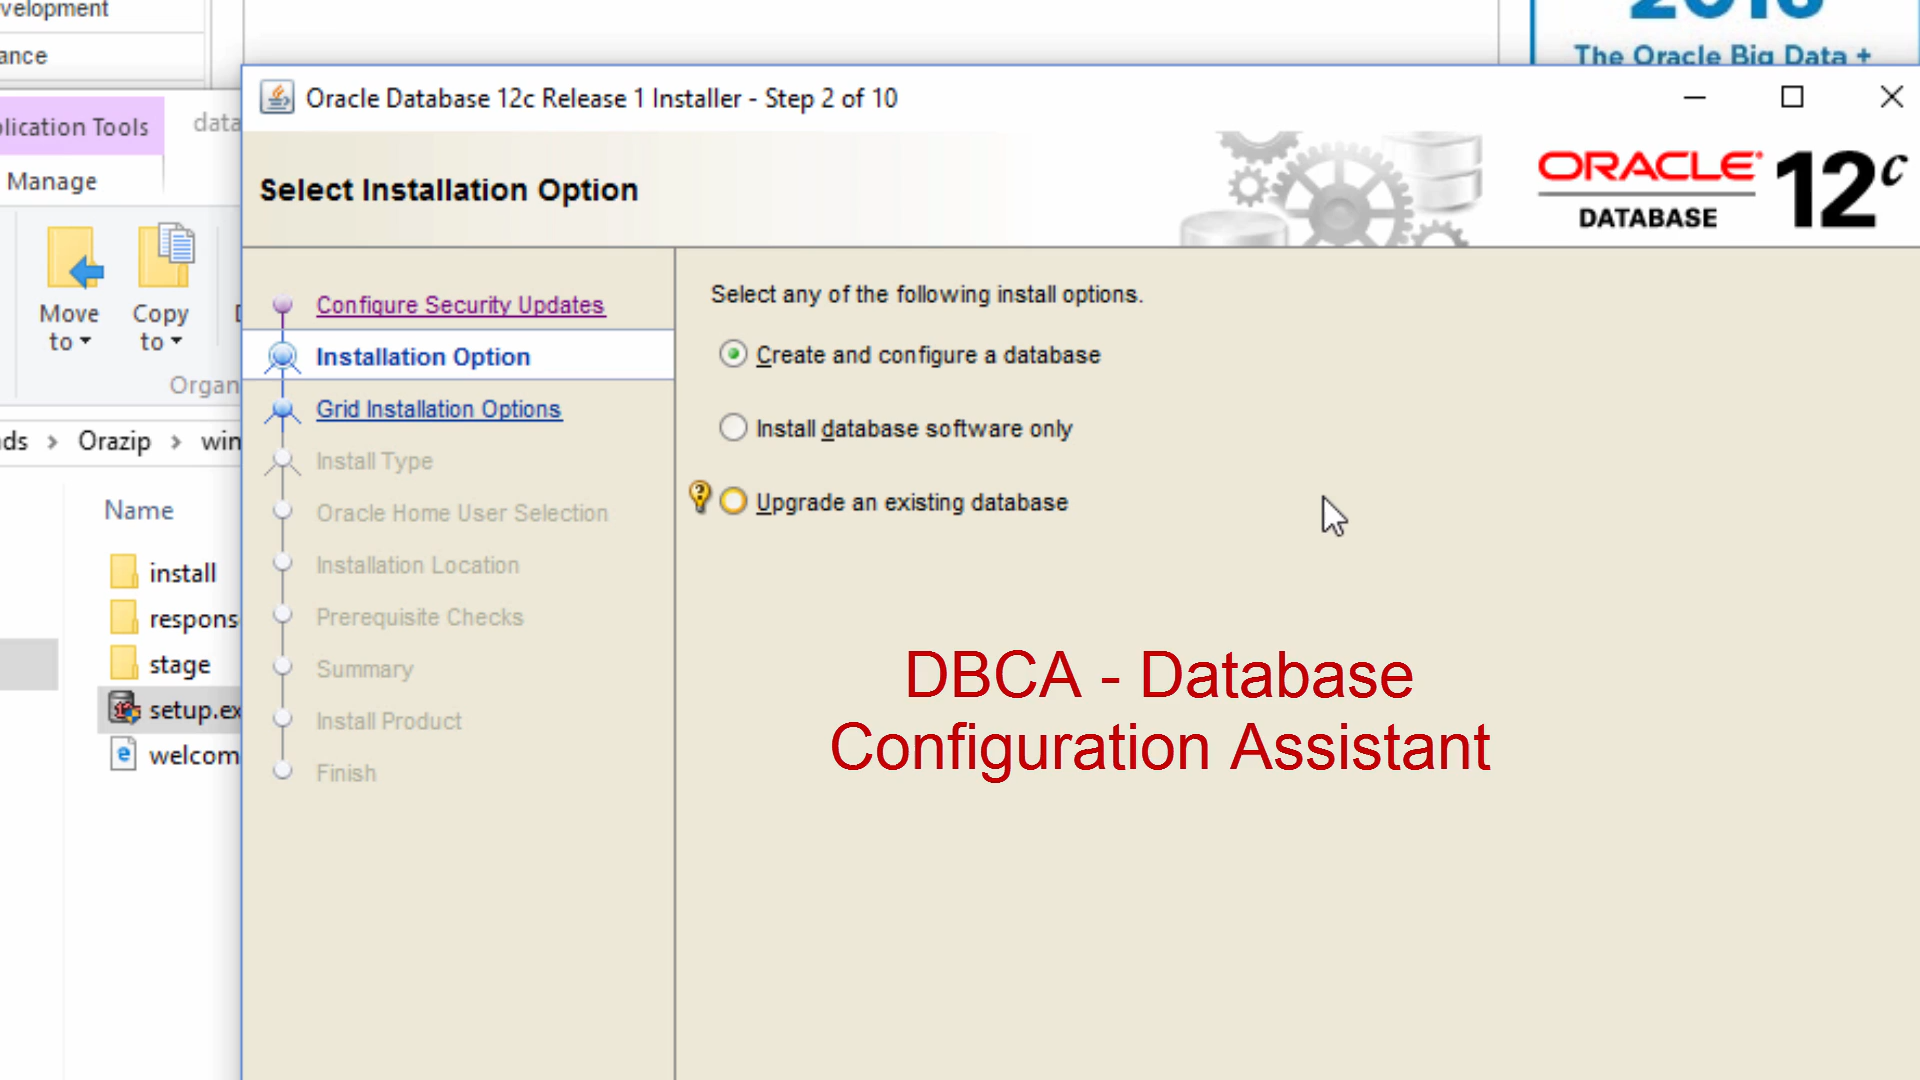 velopment
ance
2016
The Oracle Big Data +
Oracle Database 12c Release 1 Installer - Step 2 of 10
lication Tools
data
Manage
Select Installation Option
ORACLE
DATABASE
12c
Move to
Copy to
Organ
ds > Orazip > win
Name
install
respons
stage
setup.ex
welcom
Configure Security Updates
Installation Option
Grid Installation Options
Install Type
Oracle Home User Selection
Installation Location
Prerequisite Checks
Summary
Install Product
Finish
Select any of the following install options.
Create and configure a database
Install database software only
Upgrade an existing database
DBCA - Database
Configuration Assistant